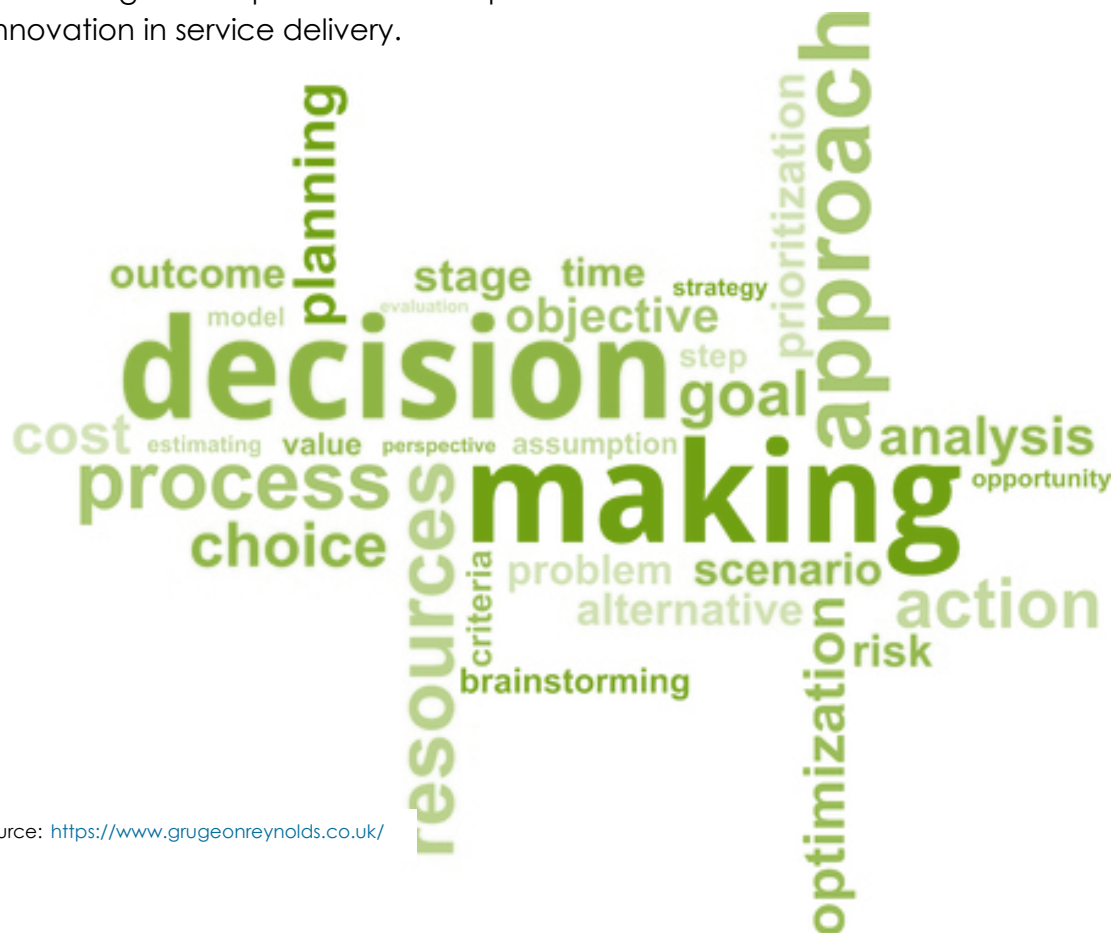 nnovation in service delivery.
planning
prioritization
approach
outcome
stage
time
strategy
model
evaluation
objective
decision
step
goal
cost
estimating
value
perspective
assumption
analysis
process
making
opportunity
choice
resources
criteria
problem
scenario
alternative
action
risk
brainstorming
optimization
urce: https://www.grugeonreynolds.co.uk/